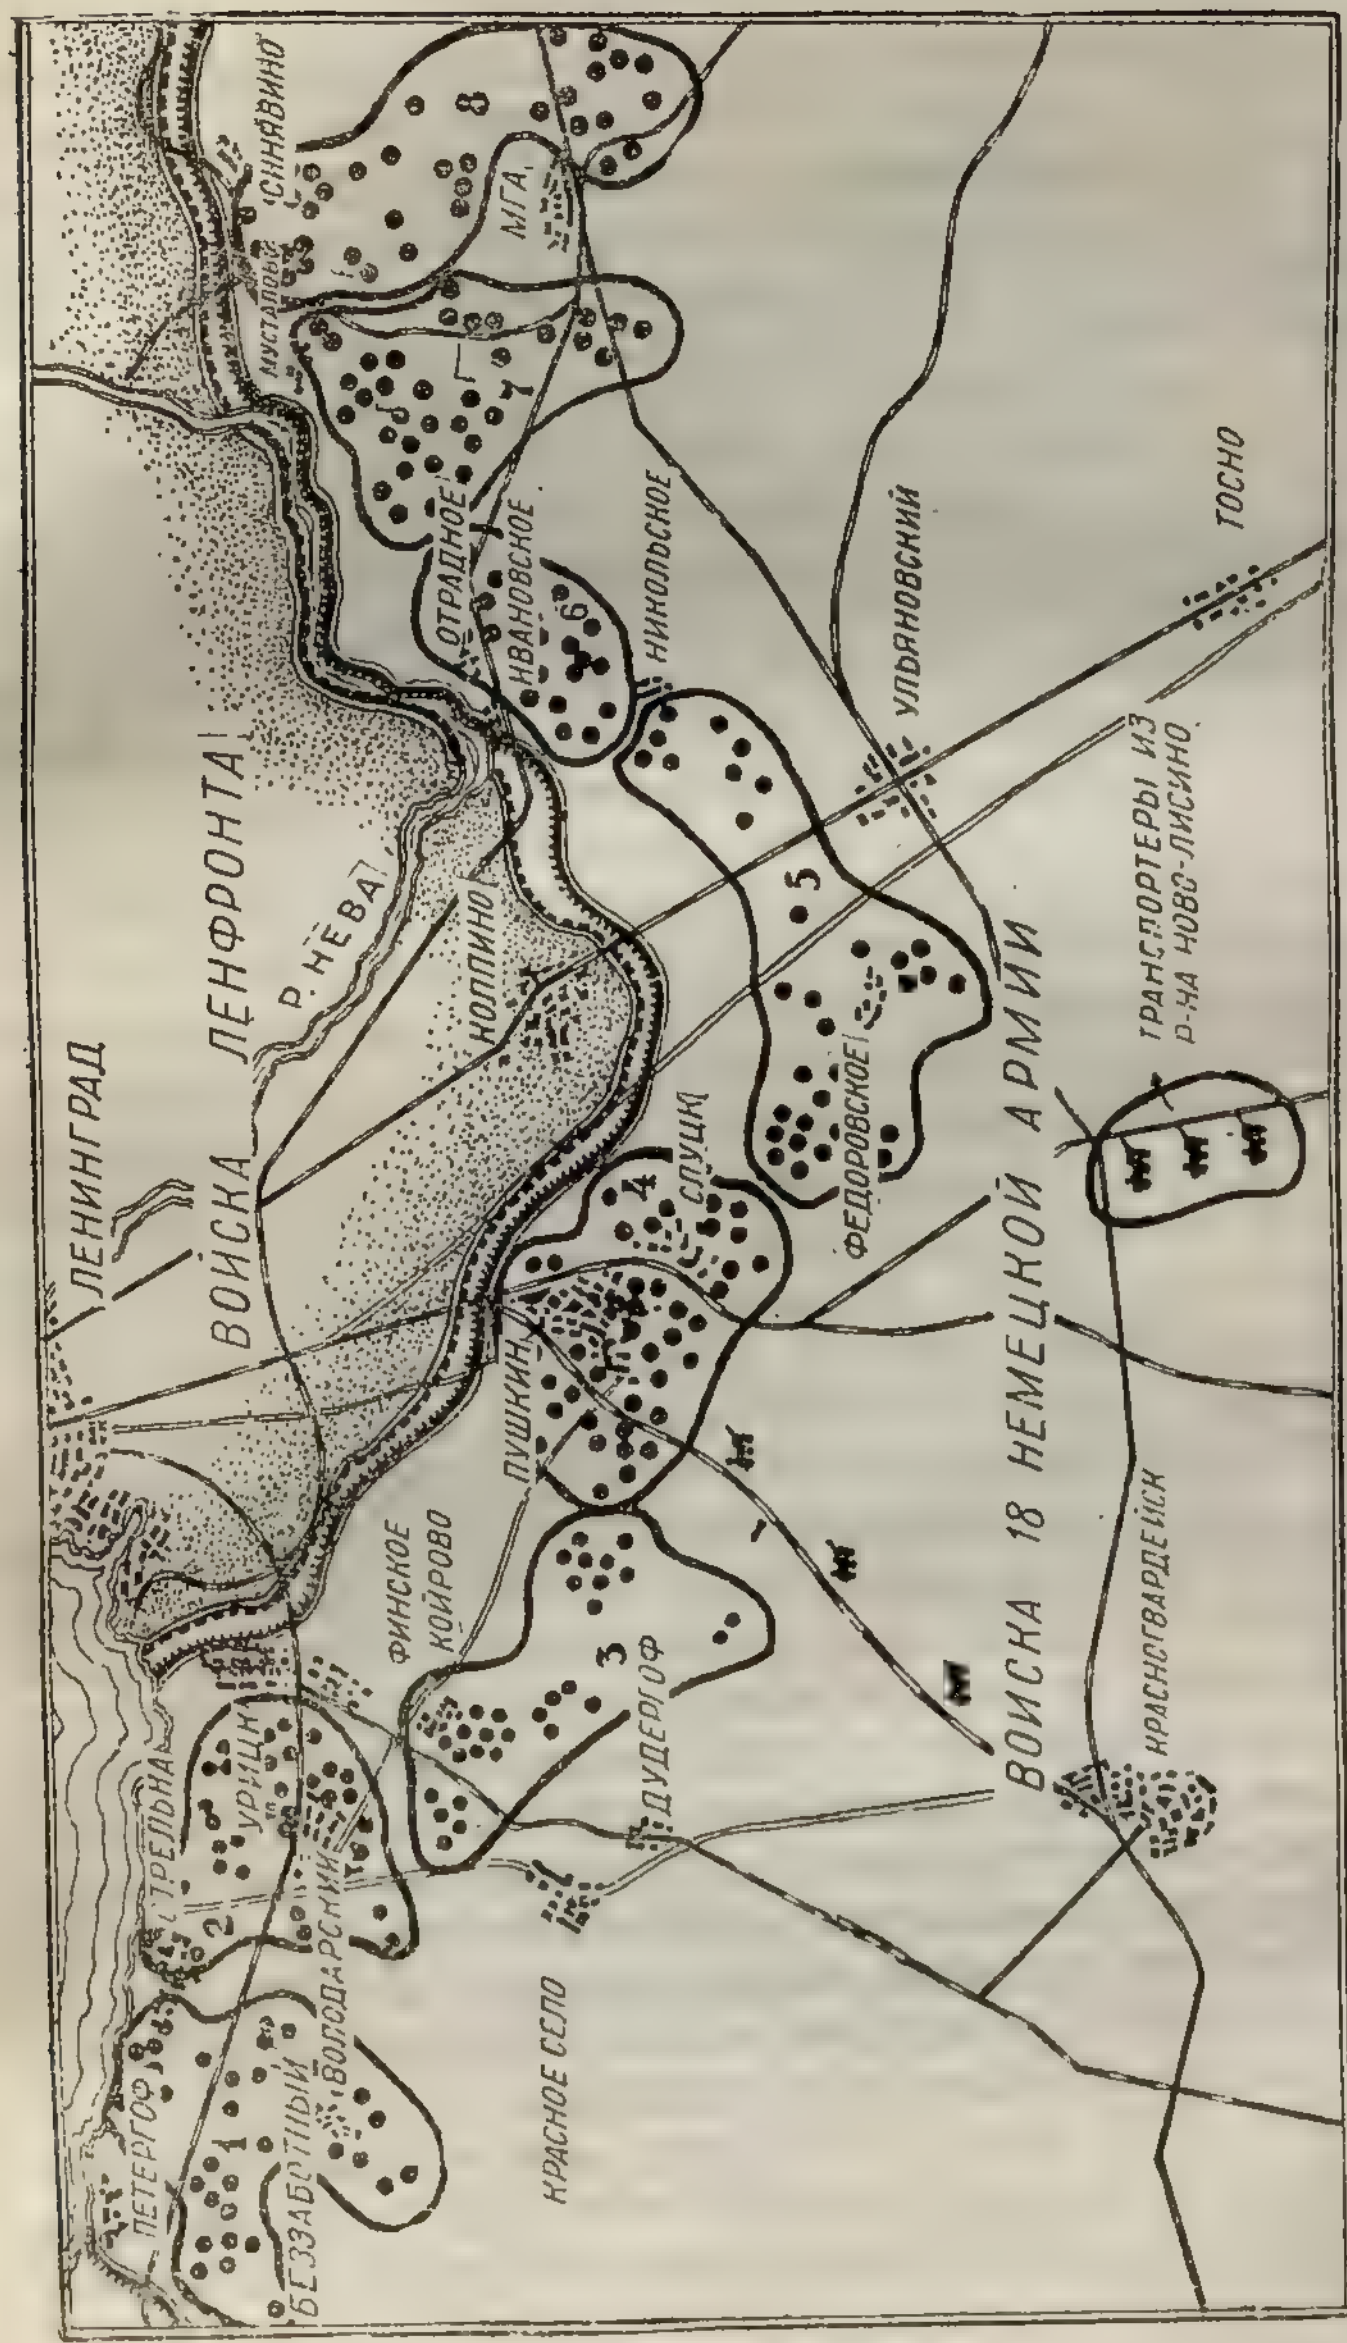 ЛЕНИНГРАД
ВОЙСКА ЛЕНФРОНТА
Р. НЕВА
ПЕТЕРГОФ
СТРЕЛЬНА
УРИЦК
ВОЛОДАРСКИЙ
БЕЗЗАБОТНЫЙ
ФИНСКОЕ
КОЙРОВО
ПУШКИН
СЛУЦК
КОЛПИНО
ОТРАДНОЕ
ИВАНОВСКОЕ
НИКОЛЬСКОЕ
СИНЯВИНО
МГА
КРАСНОЕ СЕЛО
ДУДЕРГОФ
ФЕДОРОВСКОЕ
УЛЬЯНОВСКИЙ
ТОСНО
ВОЙСКА 18 НЕМЕЦКОЙ АРМИИ
КРАСНОГВАРДЕЙСК
ТРАНСПОРТЕРЫ ИЗ
Р-НА НОВО-ЛИСИНО
1
2
3
4
5
6
7
8